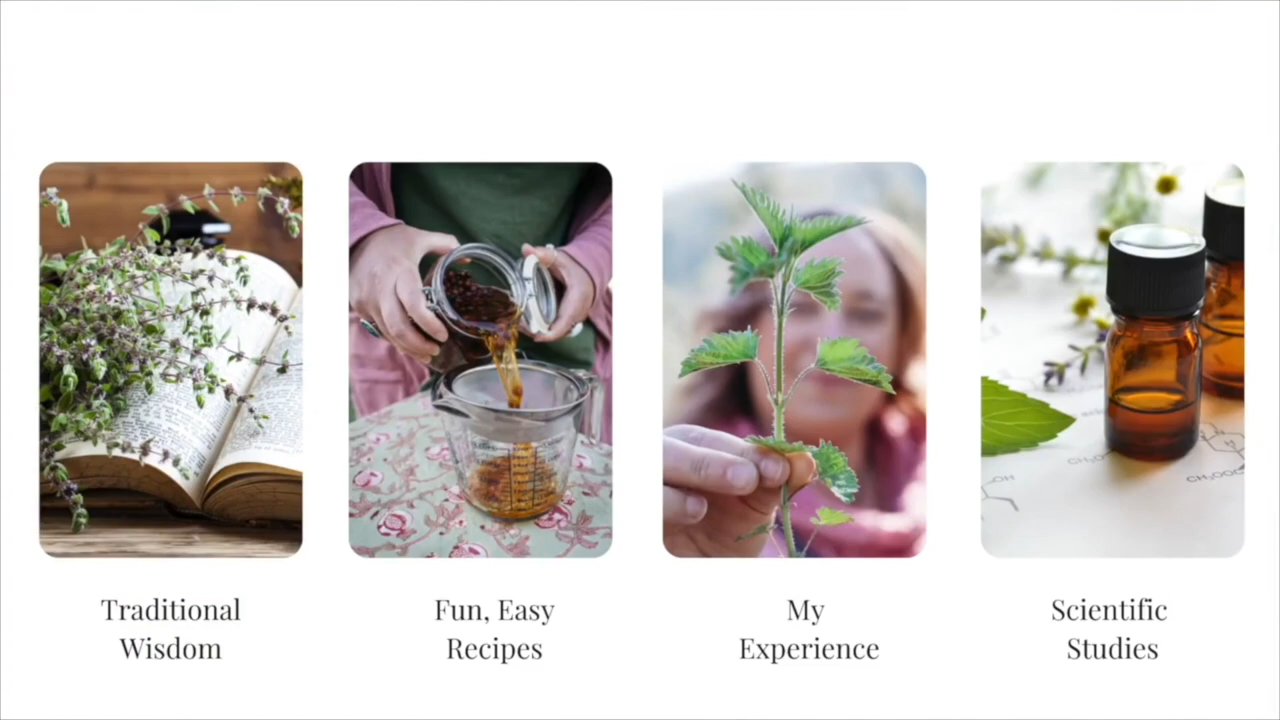 Traditional
Wisdom
Fun, Easy
Recipes
My
Experience
Scientific
Studies